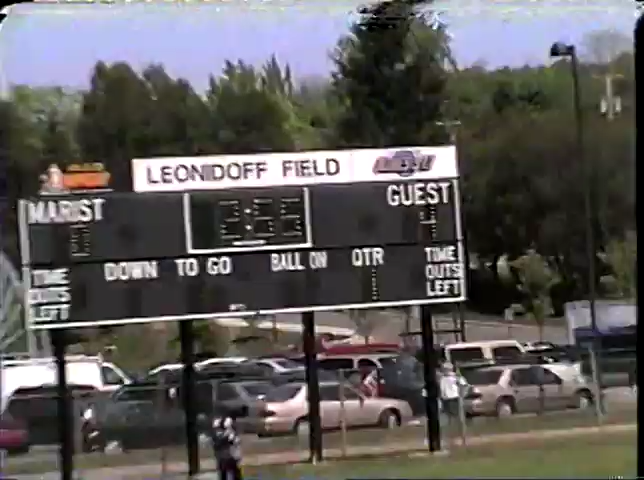 LEONIDOFF FIELD
MARIST
GUEST
DOWN TO GO BALL ON QTR
TIME OUTS LEFT
TIME OUTS LEFT